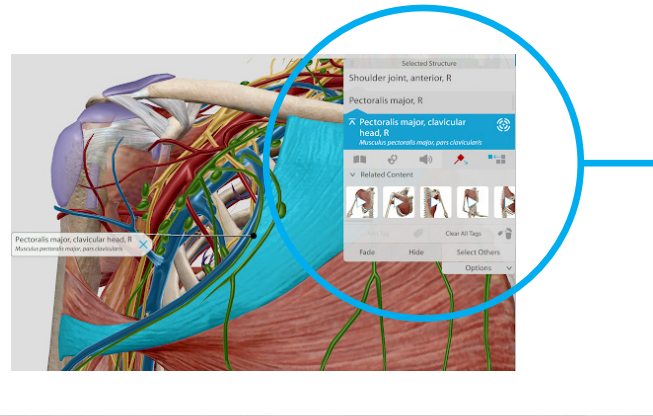 Selected Structure
Shoulder joint, anterior, R
Pectoralis major, R
Pectoralis major, clavicular
head, R
Musculus pectoralis major, pars clavicularis
Related Content
Clear All Tags
Fade Hide Select Others
Options
Pectoralis major, clavicular head, R
Musculus pectoralis major, pars clavicularis